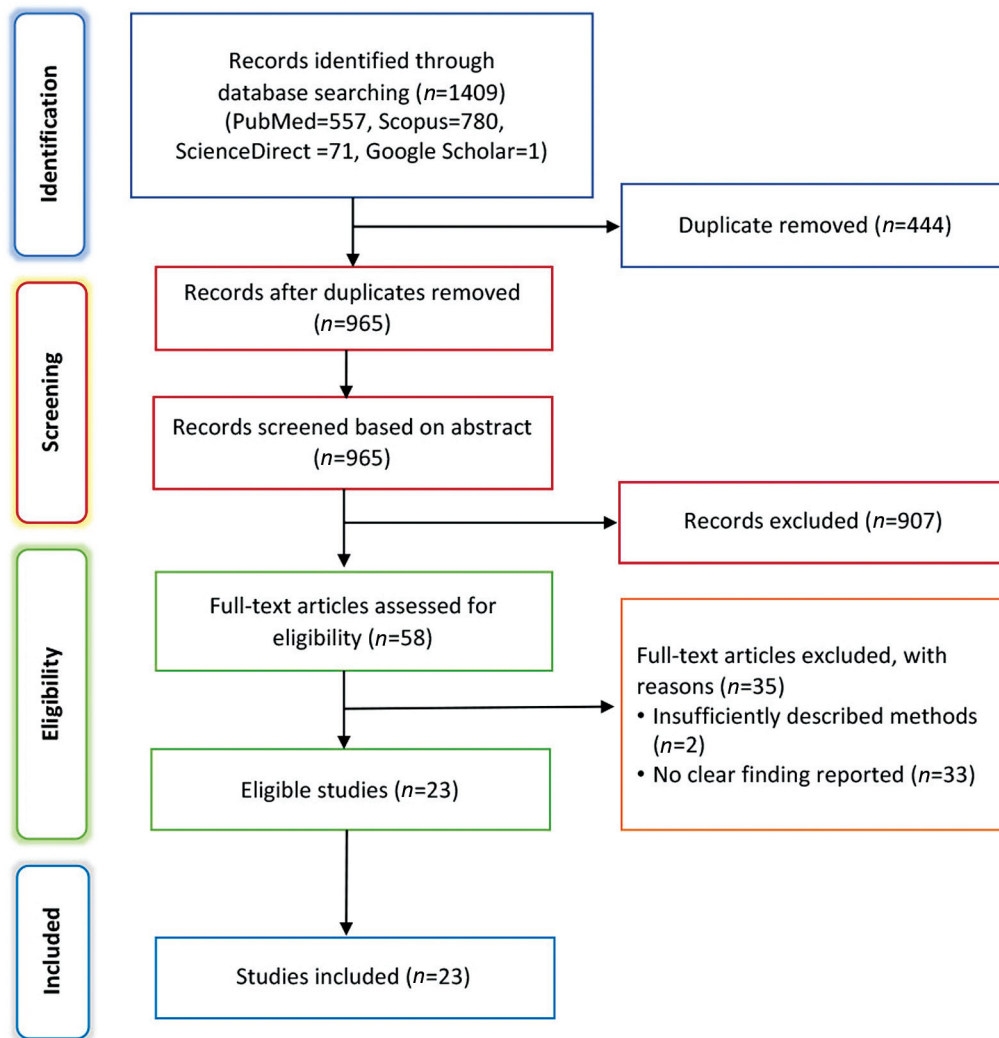 Identification
Records identified through
database searching (n=1409)
(PubMed=557, Scopus=780,
ScienceDirect =71, Google Scholar=1)
Duplicate removed (n=444)
Screening
Records after duplicates removed
(n=965)
Records screened based on abstract
(n=965)
Records excluded (n=907)
Eligibility
Full-text articles assessed for
eligibility (n=58)
Full-text articles excluded, with
reasons (n=35)
• Insufficiently described methods
(n=2)
• No clear finding reported (n=33)
Eligible studies (n=23)
Included
Studies included (n=23)